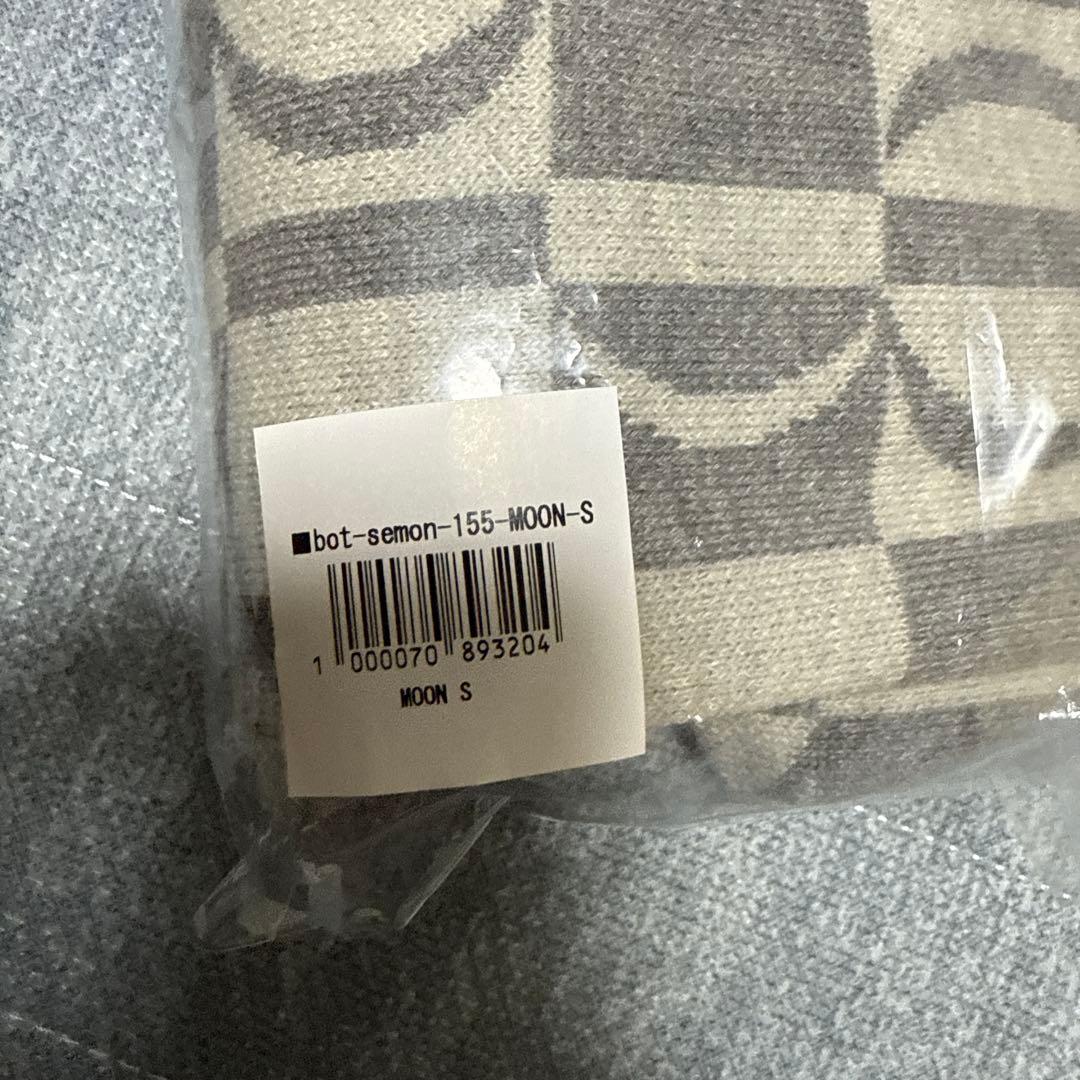 ■bot-semon-155-MOON-S
1 000070 893204
MOON S